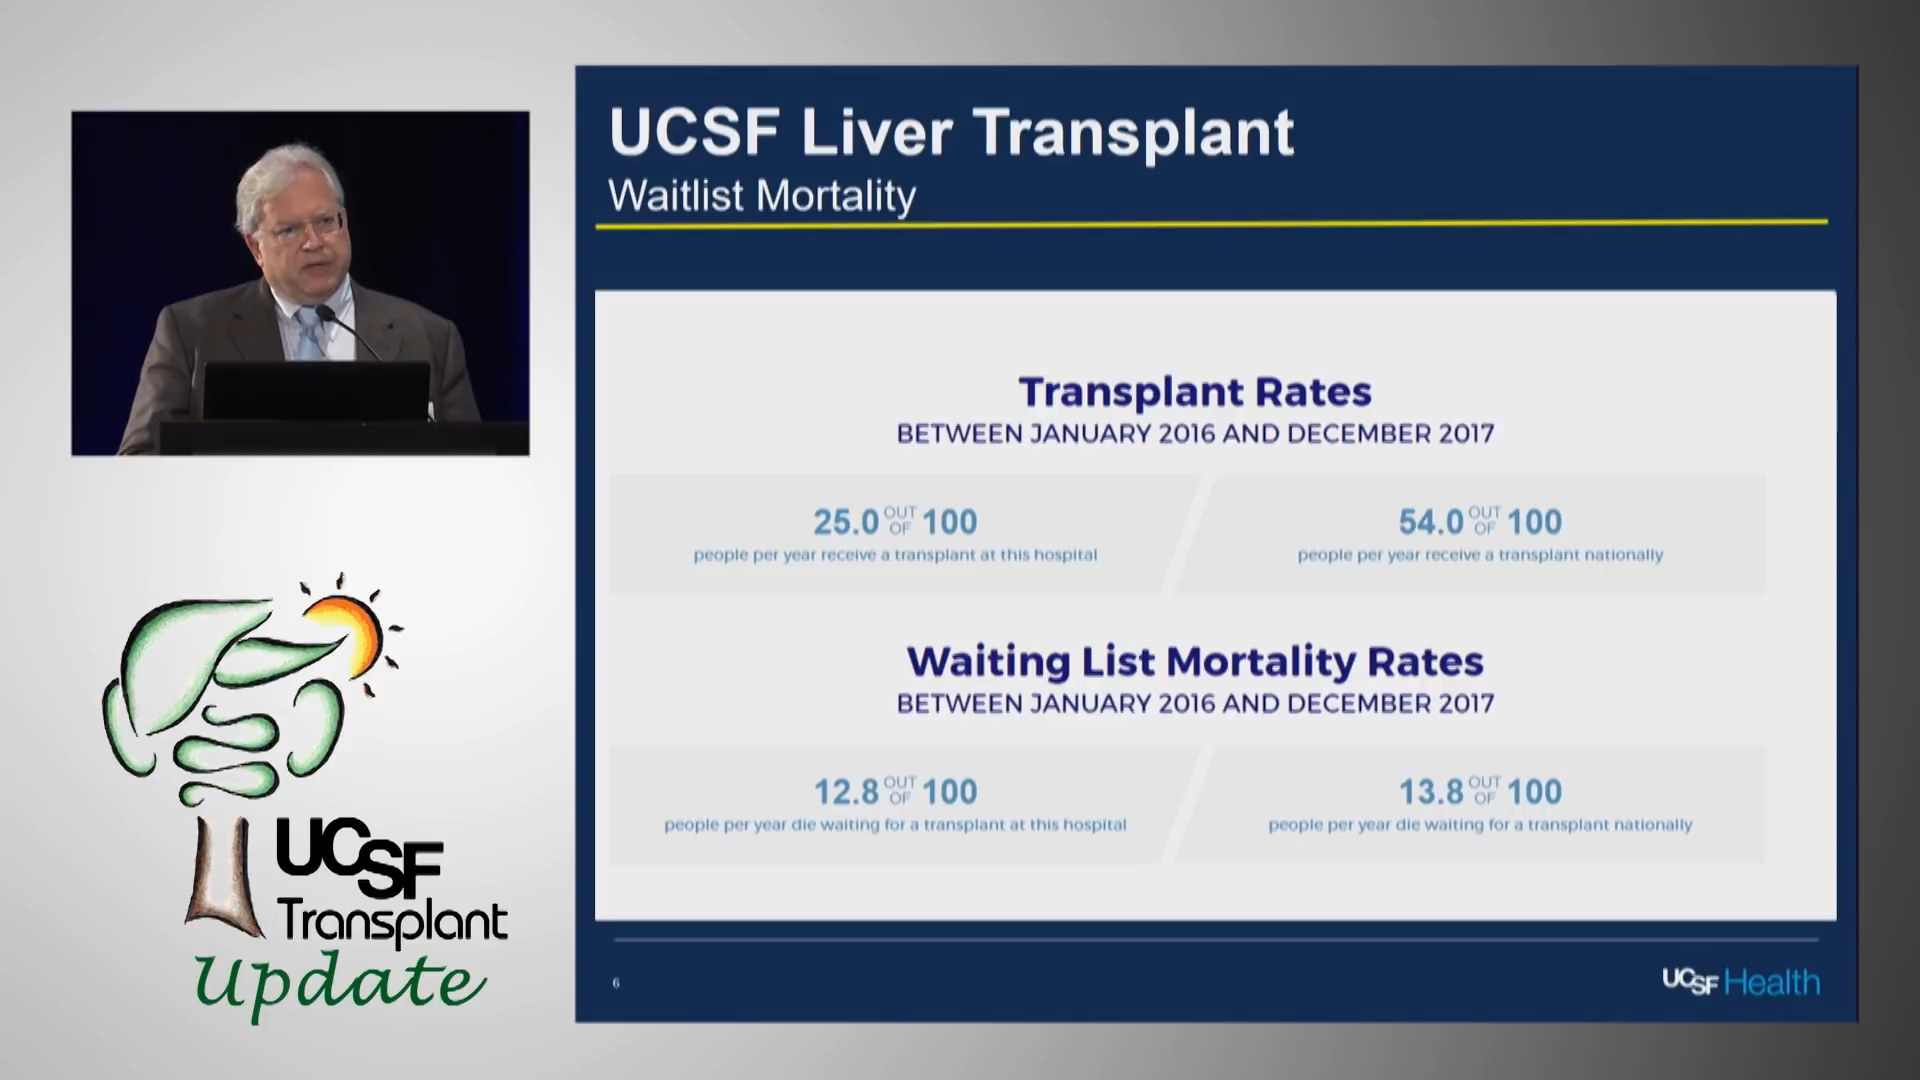 UCSF Liver Transplant
Waitlist Mortality
Transplant Rates
BETWEEN JANUARY 2016 AND DECEMBER 2017
25.0 OUT OF 100
people per year receive a transplant at this hospital
54.0 OUT OF 100
people per year receive a transplant nationally
Waiting List Mortality Rates
BETWEEN JANUARY 2016 AND DECEMBER 2017
12.8 OUT OF 100
people per year die waiting for a transplant at this hospital
13.8 OUT OF 100
people per year die waiting for a transplant nationally
6
UCSF Health
UCSF
Transplant
Update